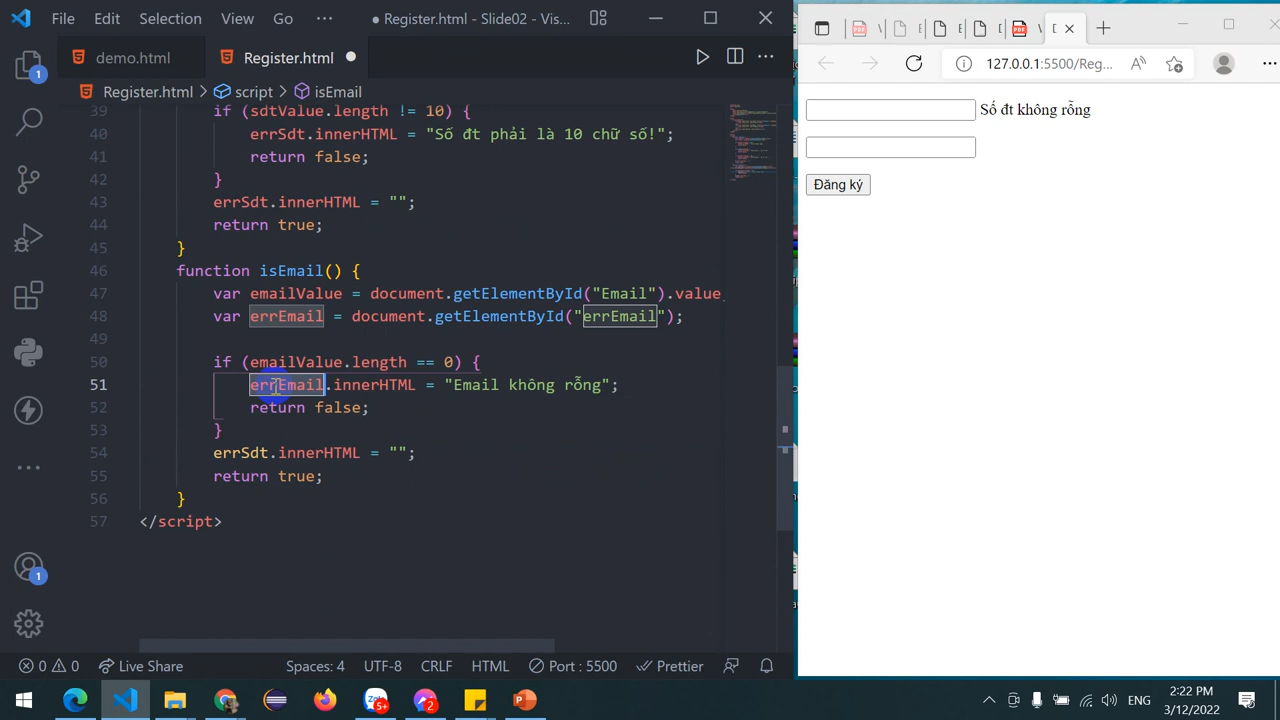 File Edit Selection View Go ··· ● Register.html - Slide02 - Vis...
demo.html Register.html ●
Register.html > script > isEmail
39 if (sdtValue.length != 10) {
40 errSdt.innerHTML = "Số đt phải là 10 chữ số!";
41 return false;
42 }
43 errSdt.innerHTML = "";
44 return true;
45 }
46 function isEmail() {
47 var emailValue = document.getElementById("Email").value
48 var errEmail = document.getElementById("errEmail");
49
50 if (emailValue.length == 0) {
51 errEmail.innerHTML = "Email không rỗng";
52 return false;
53 }
54 errSdt.innerHTML = "";
55 return true;
56 }
57 </script>
1
1
0 0 Live Share Spaces: 4 UTF-8 CRLF HTML Port : 5500 Prettier
127.0.0.1:5500/Reg...
Số đt không rỗng
Đăng ký
5+ 2 ENG 2:22 PM
3/12/2022